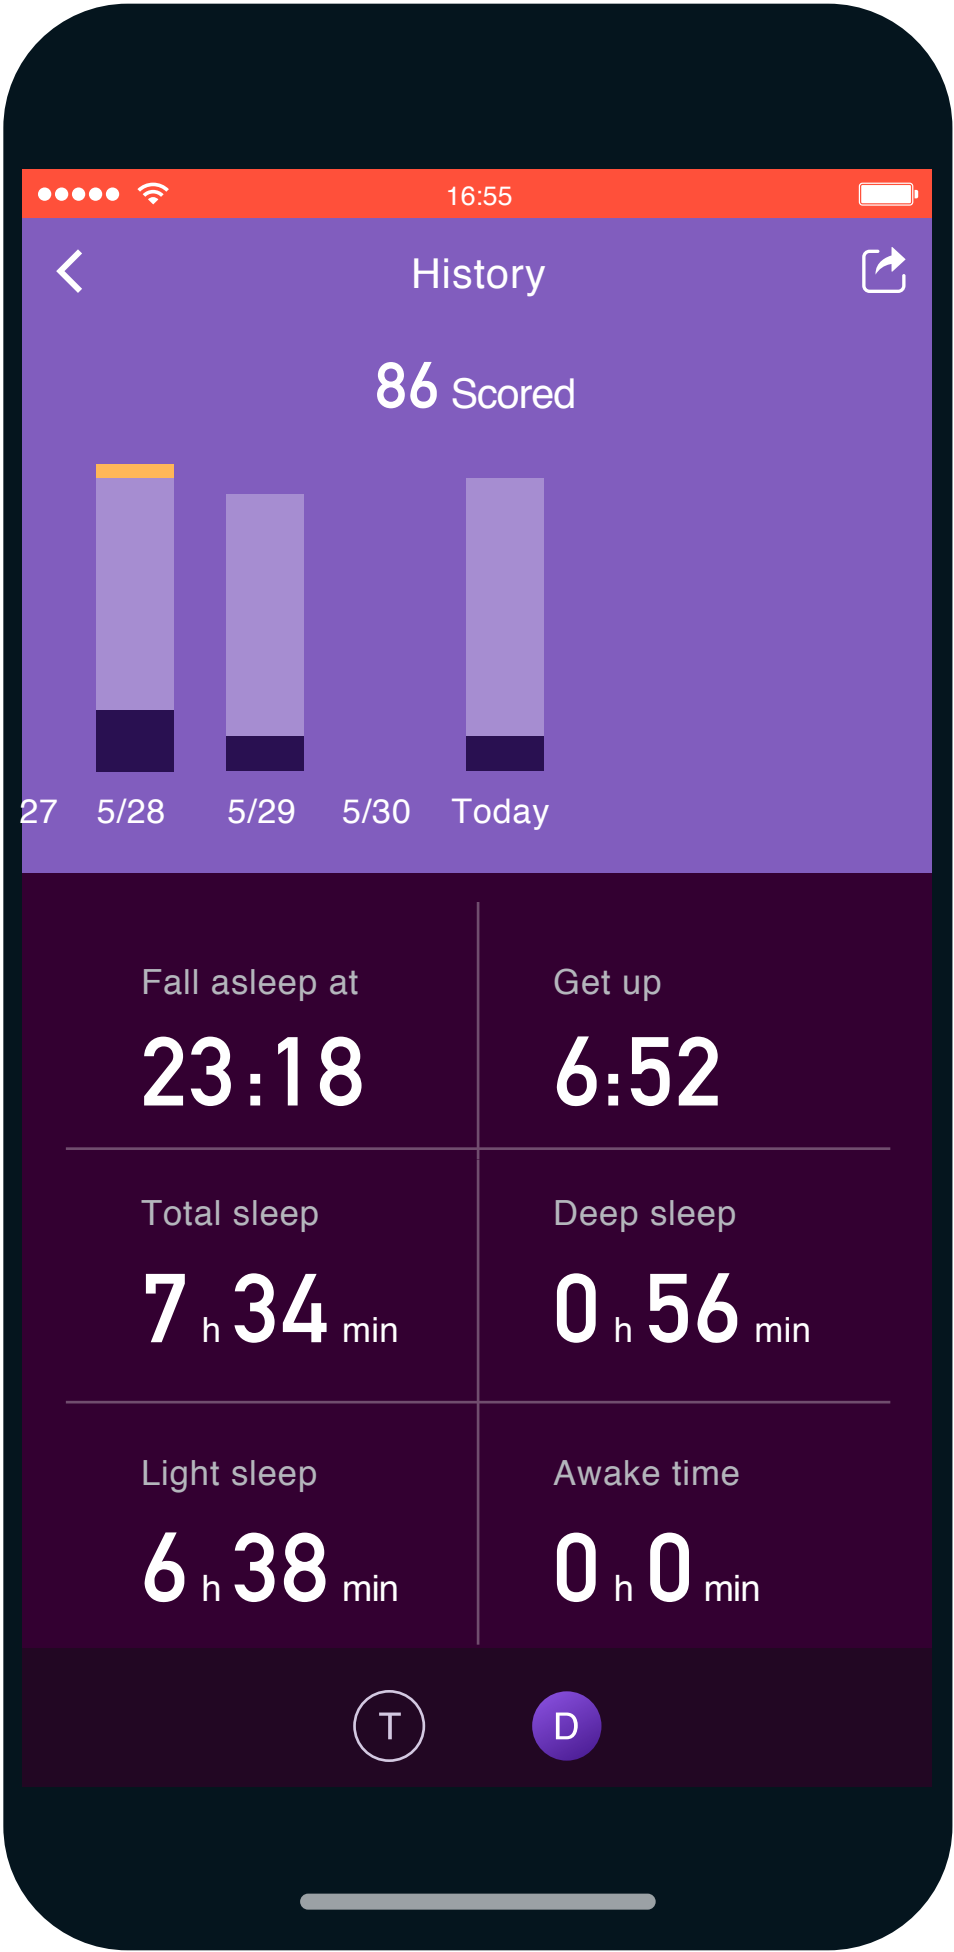 16:55
History
86 Scored
27 5/28 5/29 5/30 Today
Fall asleep at Get up
23:18 6:52
Total sleep Deep sleep
7 h 34 min 0 h 56 min
Light sleep Awake time
6 h 38 min 0 h 0 min
T D